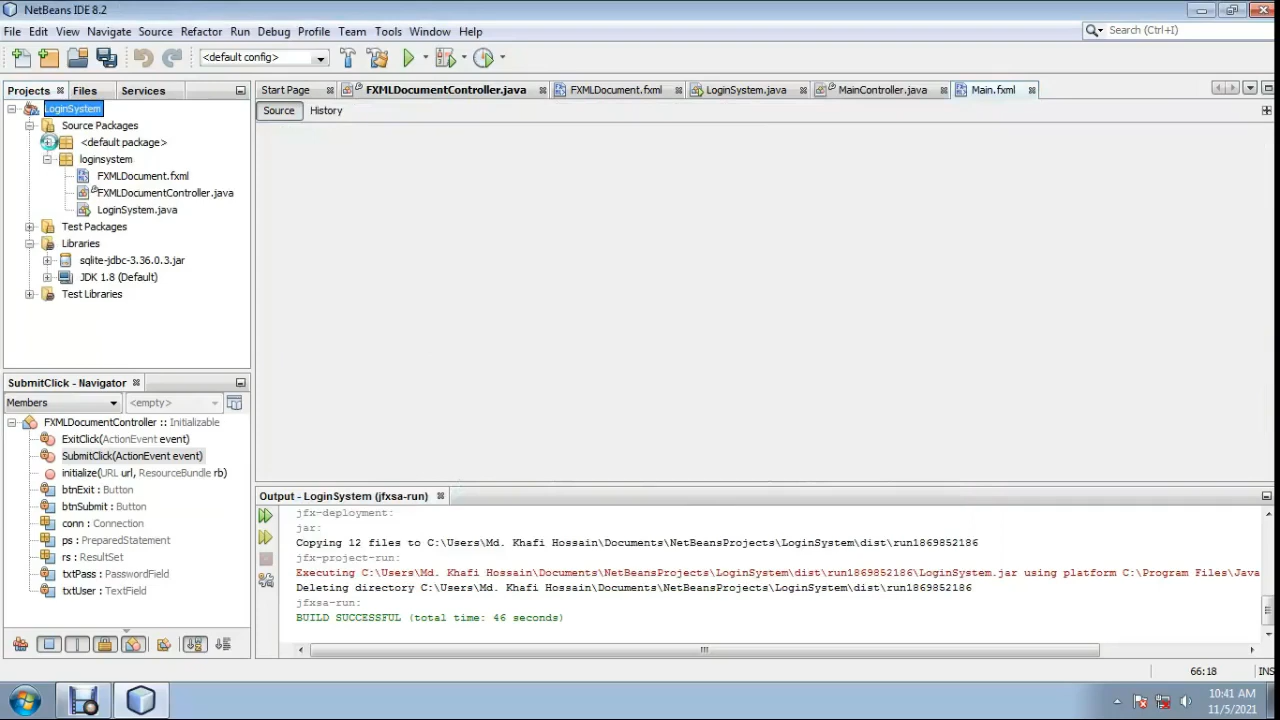 NetBeans IDE 8.2
File Edit View Navigate Source Refactor Run Debug Profile Team Tools Window Help
Search (Ctrl+I)
<default config>
Projects Files Services
Start Page FXMLDocumentController.java FXMLDocument.fxml LoginSystem.java MainController.java Main.fxml
Source History
LoginSystem
Source Packages
<default package>
loginsystem
FXMLDocument.fxml
FXMLDocumentController.java
LoginSystem.java
Test Packages
Libraries
sqlite-jdbc-3.36.0.3.jar
JDK 1.8 (Default)
Test Libraries
SubmitClick - Navigator
Members <empty>
FXMLDocumentController :: Initializable
ExitClick(ActionEvent event)
SubmitClick(ActionEvent event)
initialize(URL url, ResourceBundle rb)
btnExit : Button
btnSubmit : Button
conn : Connection
ps : PreparedStatement
rs : ResultSet
txtPass : PasswordField
txtUser : TextField
Output - LoginSystem (jfxsa-run)
jfx-deployment:
jar:
Copying 12 files to C:\Users\Md. Khafi Hossain\Documents\NetBeansProjects\LoginSystem\dist\run1869852186
jfx-project-run:
Executing C:\Users\Md. Khafi Hossain\Documents\NetBeansProjects\LoginSystem\dist\run1869852186\LoginSystem.jar using platform C:\Program Files\Java
Deleting directory C:\Users\Md. Khafi Hossain\Documents\NetBeansProjects\LoginSystem\dist\run1869852186
jfxsa-run:
BUILD SUCCESSFUL (total time: 46 seconds)
66:18 INS
10:41 AM
11/5/2021